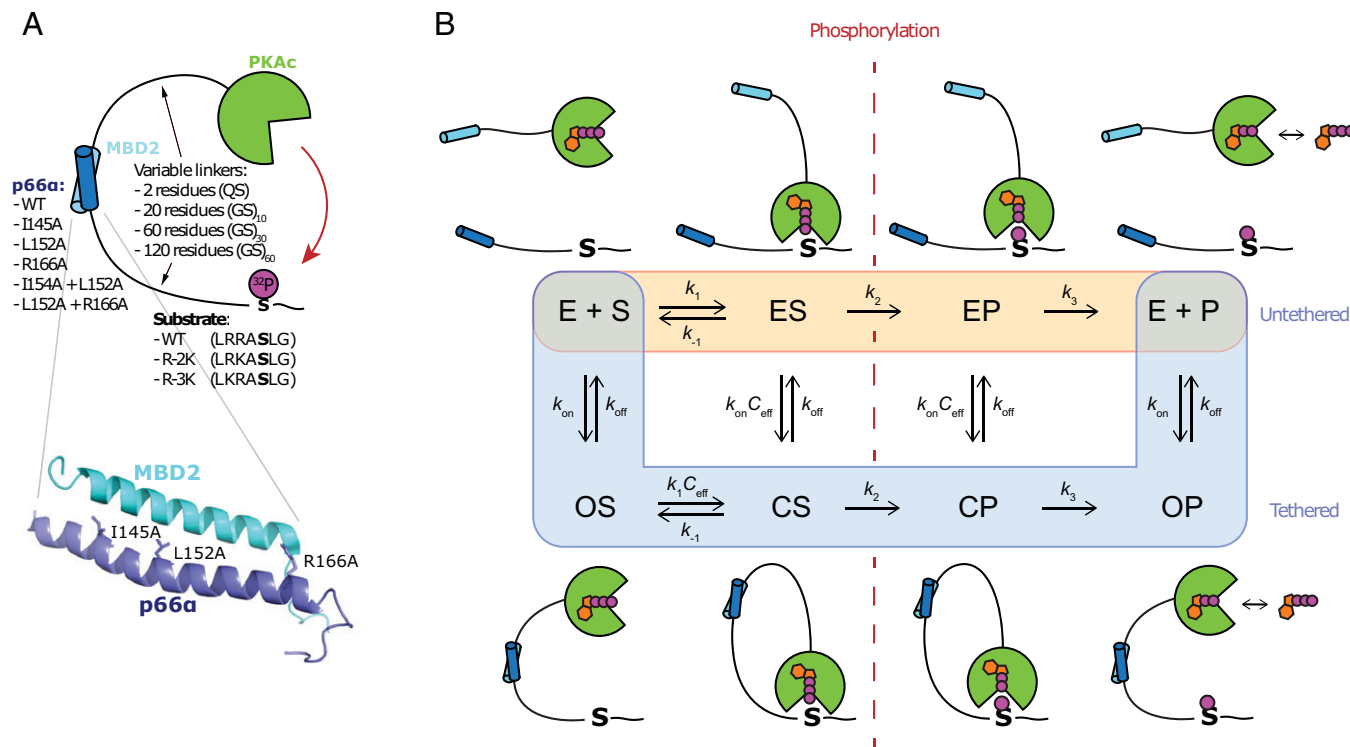 A
PKAc
MBD2
p66α:
-WT
-I145A
-L152A
-R166A
-I154A + L152A
-L152A + R166A
Variable linkers:
- 2 residues (QS)
- 20 residues (GS)10
- 60 residues (GS)30
- 120 residues (GS)60
32P
S
Substrate:
-WT (LRRASLG)
- R-2K (LRKASLG)
- R-3K (LKRASLG)
MBD2
I145A
L152A
R166A
p66α
B
Phosphorylation
S
S
S
S
E + S
k1
k-1
ES
k2
EP
k3
E + P
Untethered
kon
koff
konCeff
koff
konCeff
koff
kon
koff
OS
k1Ceff
k-1
CS
k2
CP
k3
OP
Tethered
S
S
S
S